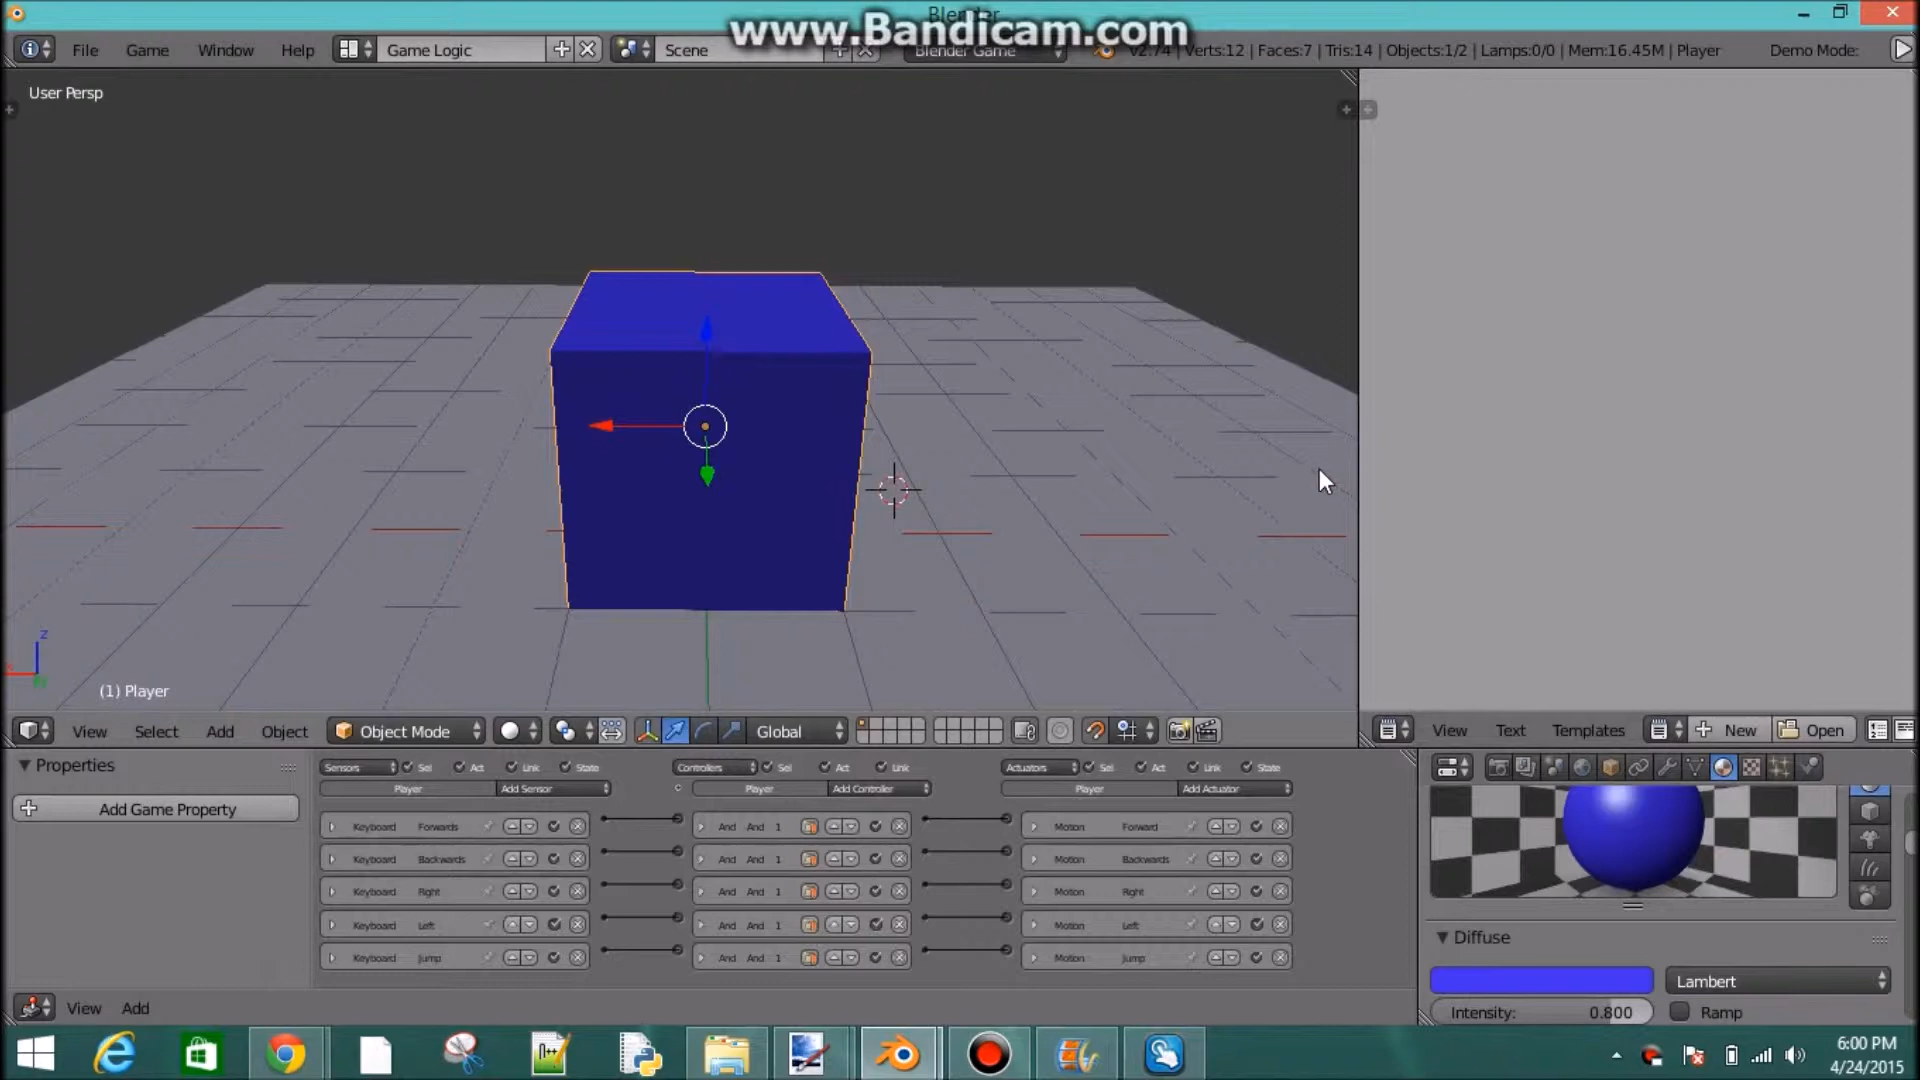 Blender
www.Bandicam.com
File Game Window Help Game Logic Scene Blender Game v2.74 | Verts:12 | Faces:7 | Tris:14 | Objects:1/2 | Lamps:0/0 | Mem:16.45M | Player Demo Mode:
User Persp
z
(1) Player
View Select Add Object Object Mode Global
View Text Templates New Open
Properties
Add Game Property
Sensors Sel Act Link State Controllers Sel Act Link Actuators Sel Act Link State
Player Add Sensor Player Add Controller Player Add Actuator
Keyboard Forwards And And 1 Motion Forward
Keyboard Backwards And And 1 Motion Backwards
Keyboard Right And And 1 Motion Right
Keyboard Left And And 1 Motion Left
Keyboard Jump And And 1 Motion Jump
Diffuse
Lambert
Intensity: 0.800 Ramp
View Add
6:00 PM
4/24/2015